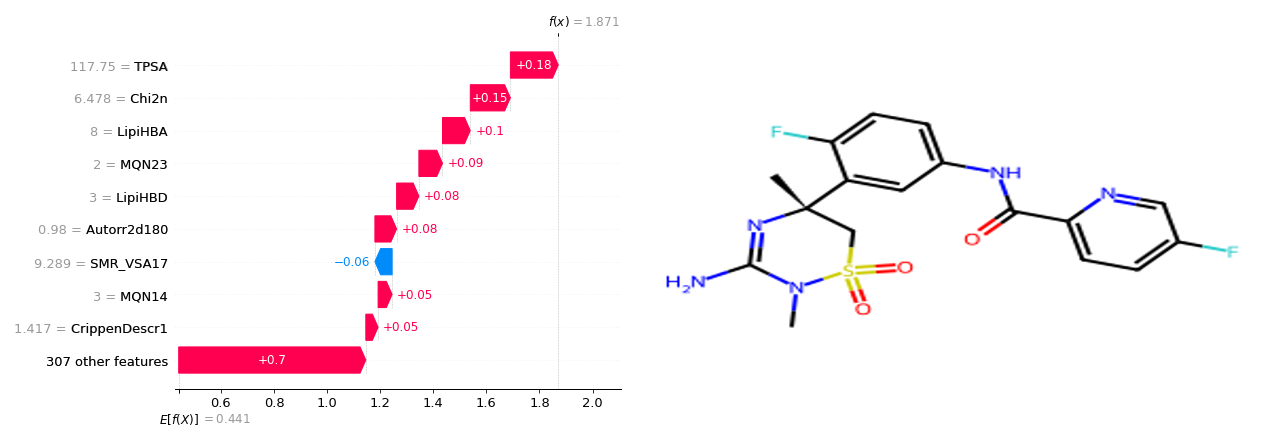 f(x) = 1.871
117.75 = TPSA
+0.18
6.478 = Chi2n
+0.15
8 = LipiHBA
+0.1
2 = MQN23
+0.09
3 = LipiHBD
+0.08
0.98 = Autorr2d180
+0.08
9.289 = SMR_VSA17
−0.06
3 = MQN14
+0.05
1.417 = CrippenDescr1
+0.05
307 other features
+0.7
0.6 0.8 1.0 1.2 1.4 1.6 1.8 2.0
E[f(X)] = 0.441
F
NH
N
N
O
F
S
O
H₂N
N
O